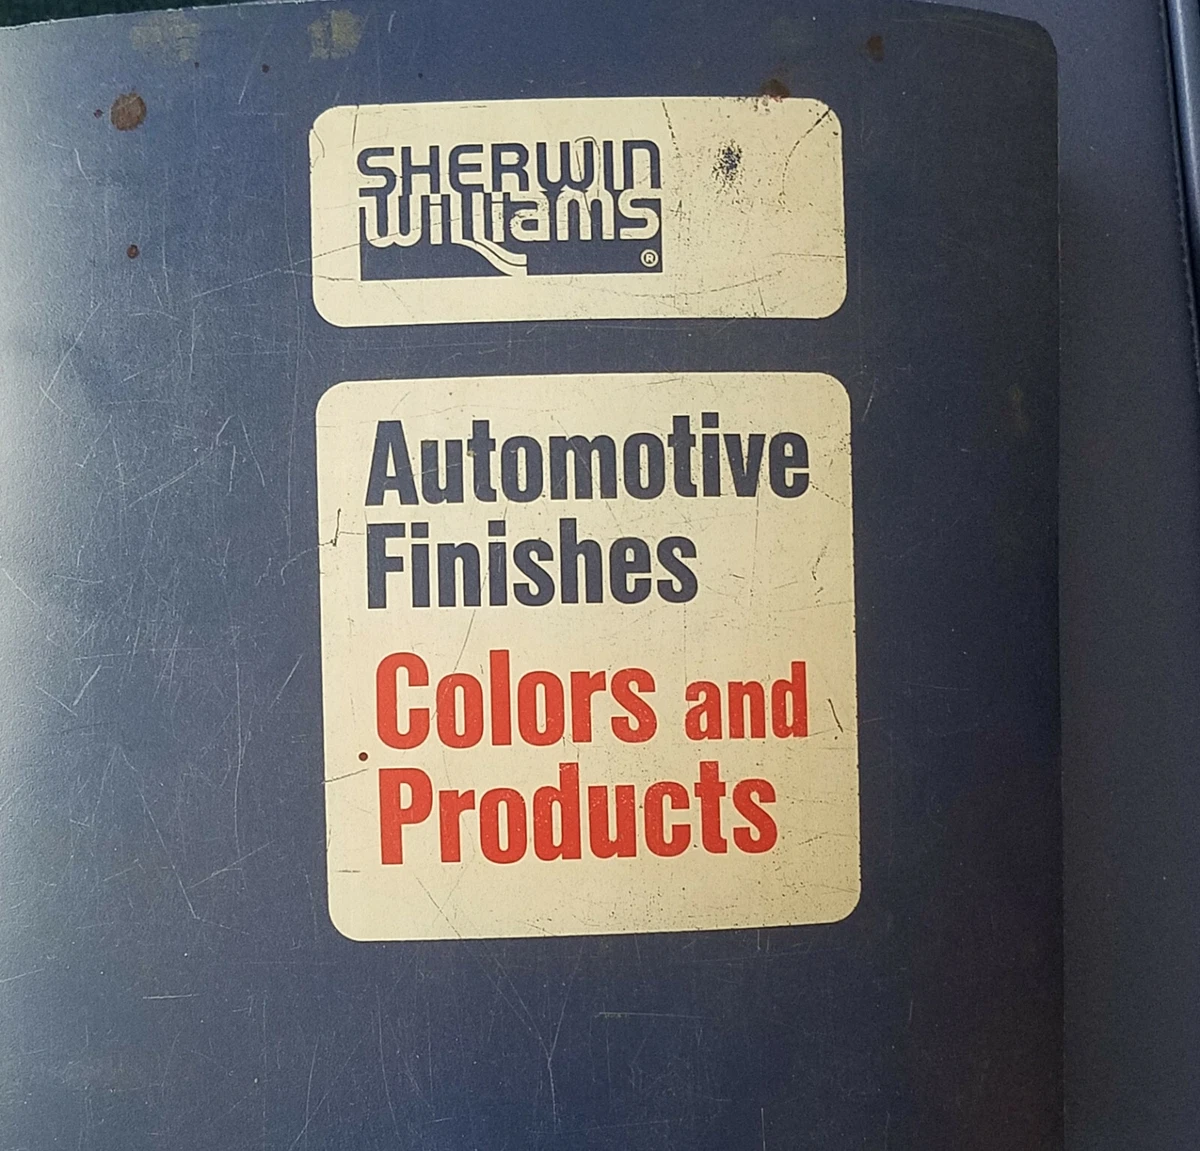 SHERWIN
Williams
®
Automotive
Finishes
Colors and
Products